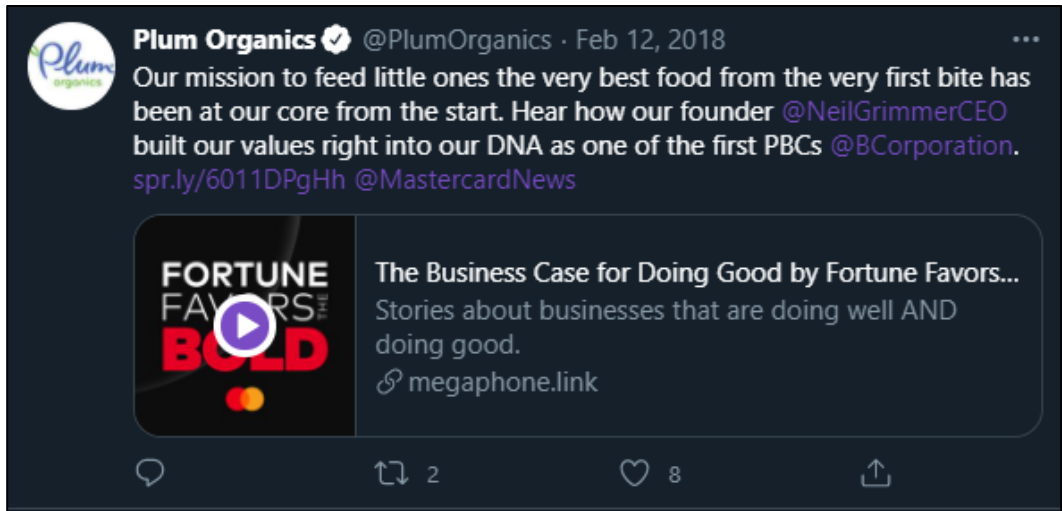 Plum organics
Plum Organics @PlumOrganics · Feb 12, 2018
Our mission to feed little ones the very best food from the very first bite has
been at our core from the start. Hear how our founder @NeilGrimmerCEO
built our values right into our DNA as one of the first PBCs @BCorporation.
spr.ly/6011DPgHh @MastercardNews
FORTUNE
FAVORS THE
BOLD
The Business Case for Doing Good by Fortune Favors...
Stories about businesses that are doing well AND
doing good.
megaphone.link
2 8